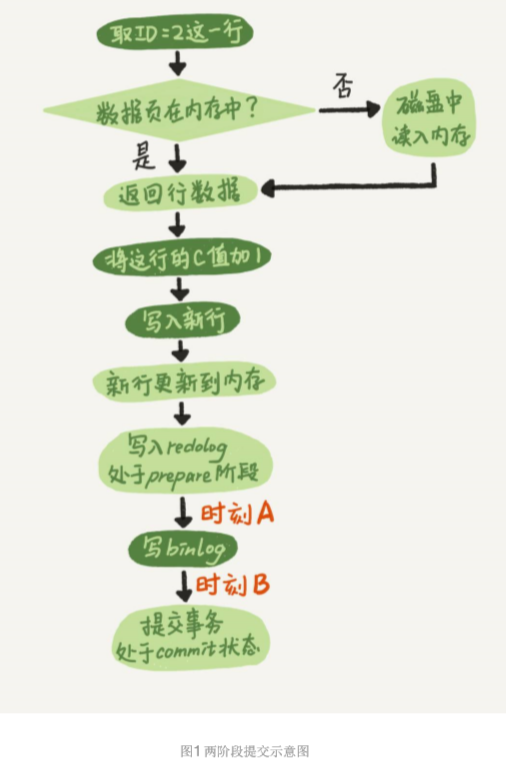 取ID=2这一行
数据页在内存中?
否
磁盘中
读入内存
是
返回行数据
将这行的C值加1
写入新行
新行更新到内存
写入redolog
处于prepare阶段
时刻A
写binlog
时刻B
提交事务
处于commit状态
图1 两阶段提交示意图